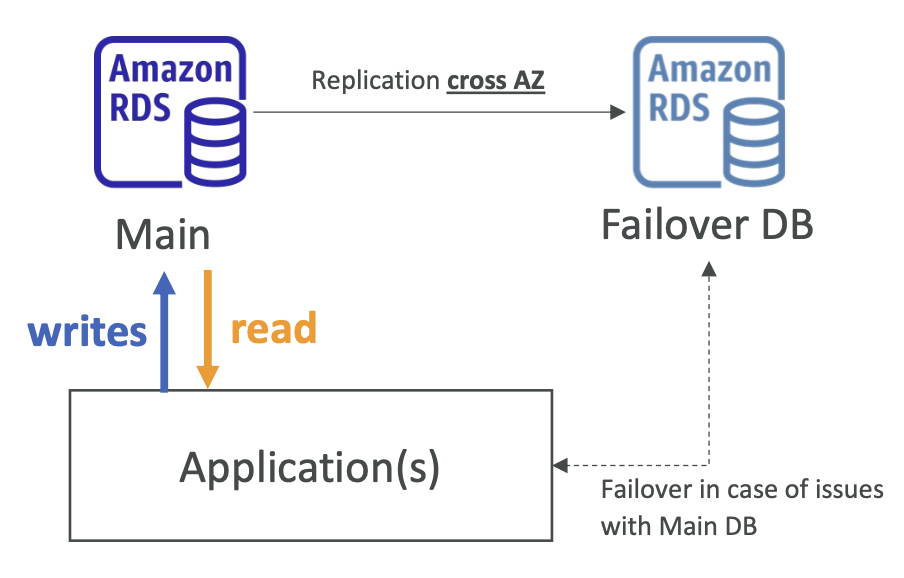 Amazon
RDS
Replication cross AZ
Amazon
RDS
Main
Failover DB
writes
read
Application(s)
Failover in case of issues
with Main DB